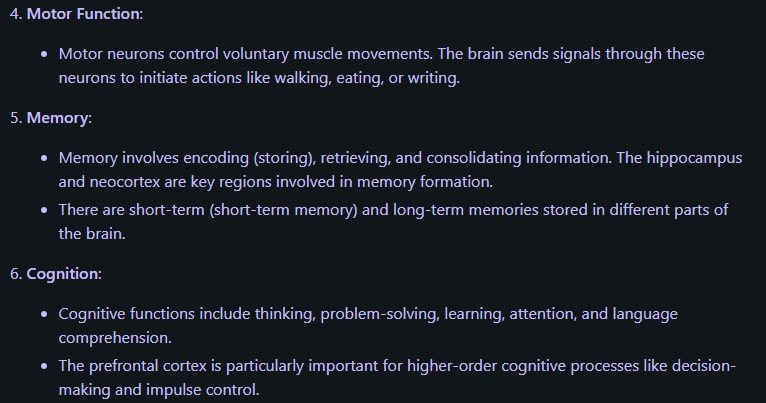 4. Motor Function:
• Motor neurons control voluntary muscle movements. The brain sends signals through these
neurons to initiate actions like walking, eating, or writing.
5. Memory:
• Memory involves encoding (storing), retrieving, and consolidating information. The hippocampus
and neocortex are key regions involved in memory formation.
• There are short-term (short-term memory) and long-term memories stored in different parts of
the brain.
6. Cognition:
• Cognitive functions include thinking, problem-solving, learning, attention, and language
comprehension.
• The prefrontal cortex is particularly important for higher-order cognitive processes like decision-
making and impulse control.